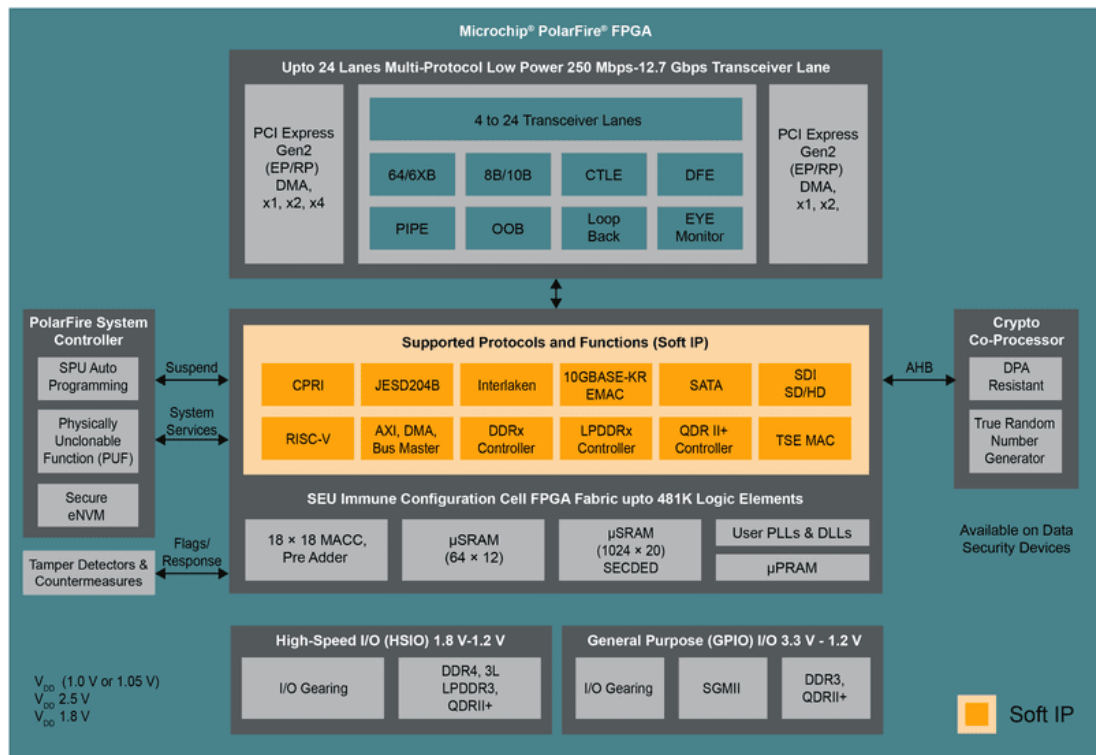 Microchip® PolarFire® FPGA
Upto 24 Lanes Multi-Protocol Low Power 250 Mbps-12.7 Gbps Transceiver Lane
PCI Express
Gen2
(EP/RP)
DMA,
x1, x2, x4
4 to 24 Transceiver Lanes
64/6XB
8B/10B
CTLE
DFE
PIPE
OOB
Loop
Back
EYE
Monitor
PCI Express
Gen2
(EP/RP)
DMA,
x1, x2,
PolarFire System
Controller
SPU Auto
Programming
Physically
Unclonable
Function (PUF)
Secure
eNVM
Tamper Detectors &
Countermeasures
Suspend
System
Services
Flags/
Response
Supported Protocols and Functions (Soft IP)
CPRI
JESD204B
Interlaken
10GBASE-KR
EMAC
SATA
SDI
SD/HD
RISC-V
AXI, DMA,
Bus Master
DDRx
Controller
LPDDRx
Controller
QDR II+
Controller
TSE MAC
SEU Immune Configuration Cell FPGA Fabric upto 481K Logic Elements
18 × 18 MACC,
Pre Adder
µSRAM
(64 × 12)
µSRAM
(1024 × 20)
SECDED
User PLLs & DLLs
µPRAM
AHB
Crypto
Co-Processor
DPA
Resistant
True Random
Number
Generator
Available on Data
Security Devices
High-Speed I/O (HSIO) 1.8 V-1.2 V
I/O Gearing
DDR4, 3L
LPDDR3,
QDRII+
General Purpose (GPIO) I/O 3.3 V - 1.2 V
I/O Gearing
SGMII
DDR3,
QDRII+
VDD (1.0 V or 1.05 V)
VDD 2.5 V
VDD 1.8 V
Soft IP